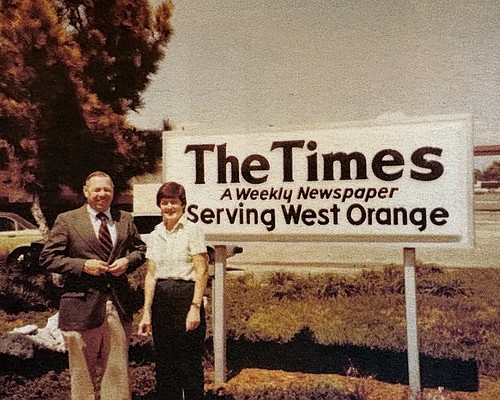 The Times
A Weekly Newspaper
Serving West Orange